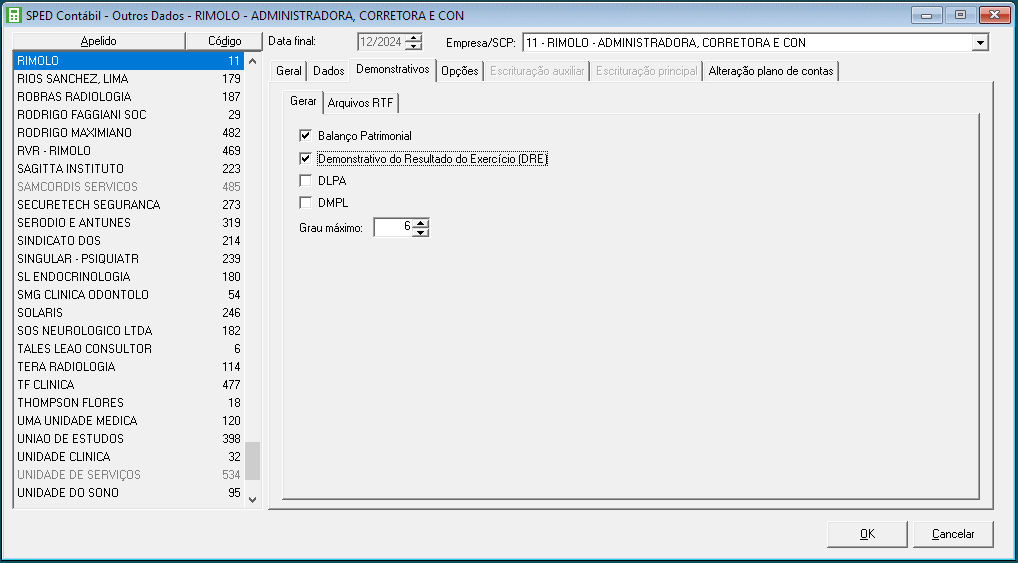 SPED Contábil - Outros Dados - RIMOLO - ADMINISTRADORA, CORRETORA E CON
Apelido Código
RIMOLO 11
RIOS SANCHEZ, LIMA 179
ROBRAS RADIOLOGIA 187
RODRIGO FAGGIANI SOC 29
RODRIGO MAXIMIANO 482
RVR - RIMOLO 469
SAGITTA INSTITUTO 223
SAMCORDIS SERVICOS 485
SECURETECH SEGURANCA 273
SERODIO E ANTUNES 319
SINDICATO DOS 214
SINGULAR - PSIQUIATR 239
SL ENDOCRINOLOGIA 180
SMG CLINICA ODONTOLO 54
SOLARIS 246
SOS NEUROLOGICO LTDA 182
TALES LEAO CONSULTOR 6
TERA RADIOLOGIA 114
TF CLINICA 477
THOMPSON FLORES 18
UMA UNIDADE MEDICA 120
UNIAO DE ESTUDOS 398
UNIDADE CLINICA 32
UNIDADE DE SERVIÇOS 534
UNIDADE DO SONO 95
Data final: 12/2024 Empresa/SCP: 11 - RIMOLO - ADMINISTRADORA, CORRETORA E CON
Geral Dados Demonstrativos Opções Escrituração auxiliar Escrituração principal Alteração plano de contas
Gerar Arquivos RTF
Balanço Patrimonial
Demonstrativo do Resultado do Exercício (DRE)
DLPA
DMPL
Grau máximo: 6
OK Cancelar